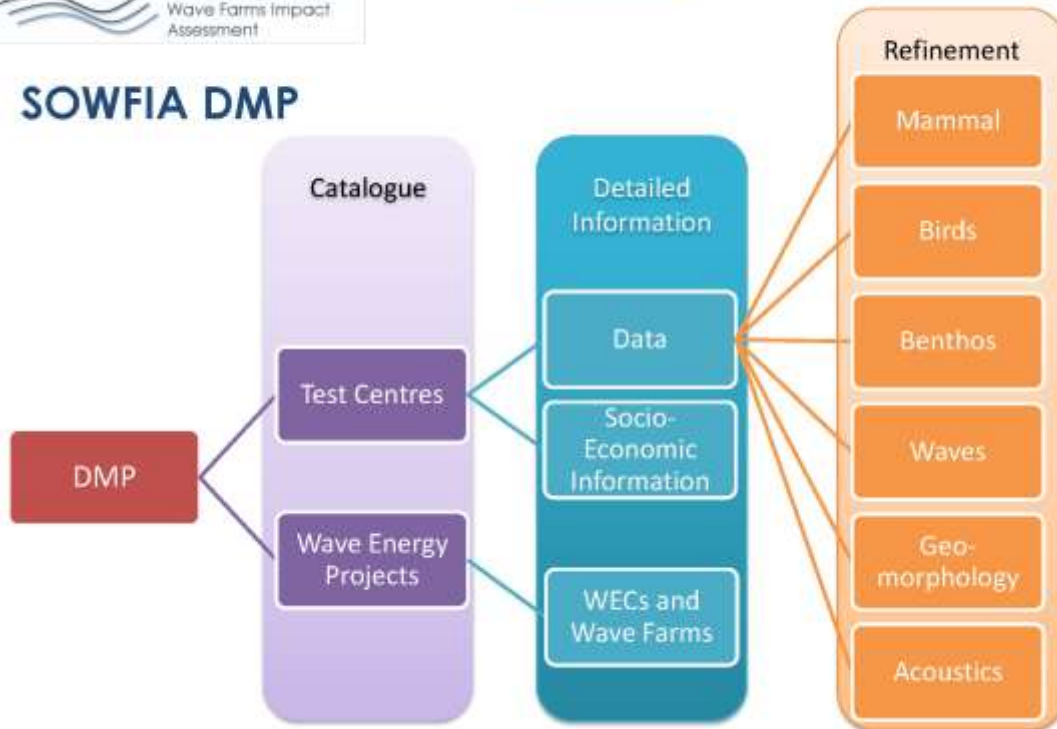 Wave Farms Impact
Assessment
SOWFIA DMP
Catalogue
Detailed
Information
Refinement
DMP
Test Centres
Wave Energy
Projects
Data
Socio-
Economic
Information
WECs and
Wave Farms
Mammal
Birds
Benthos
Waves
Geo-
morphology
Acoustics